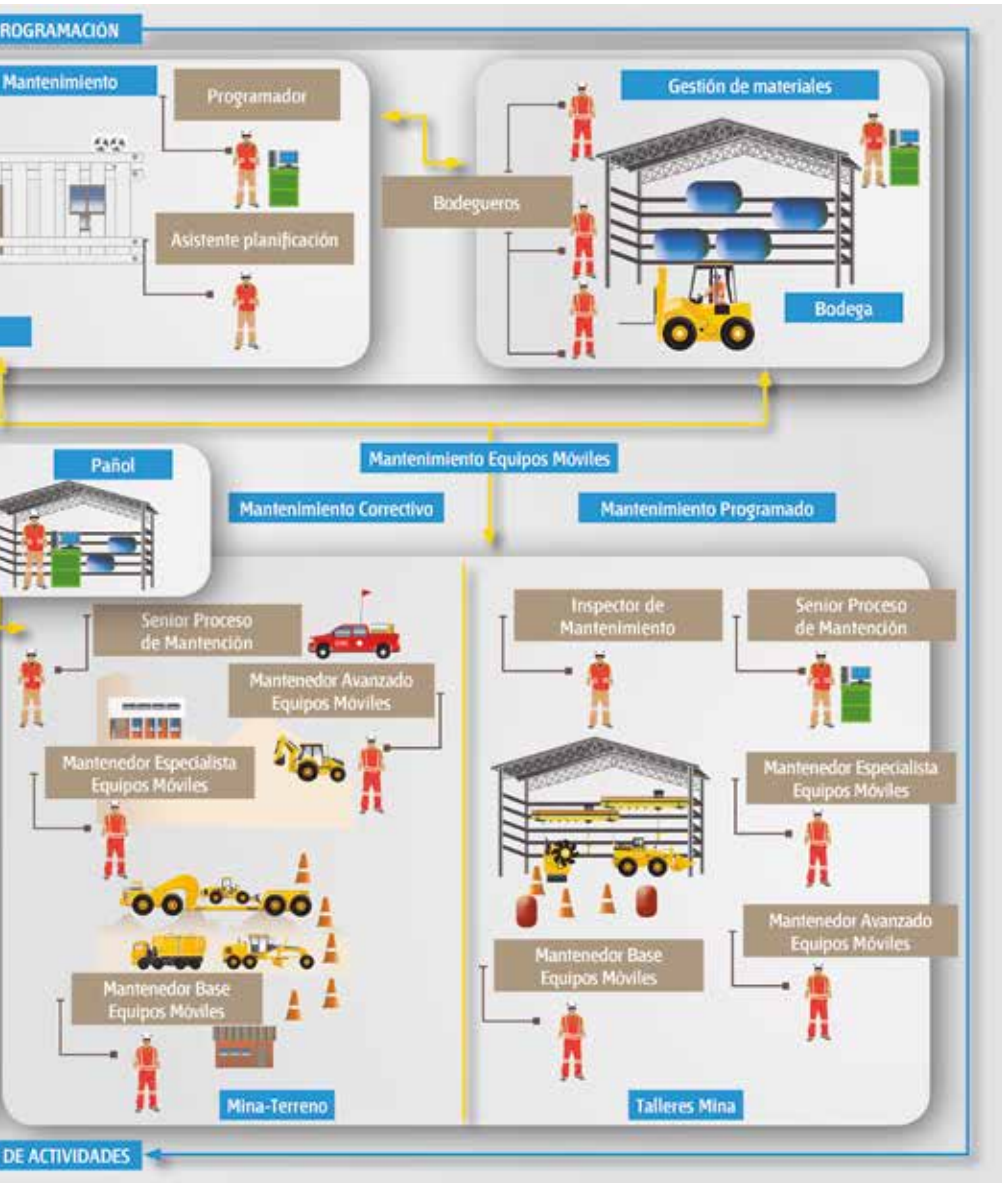 ROGRAMACIÓN
Mantenimiento
Programador
Asistente planificación
Gestión de materiales
Bodegueros
Bodega
Pañol
Mantenimiento Equipos Móviles
Mantenimiento Correctivo
Mantenimiento Programado
Senior Proceso
de Mantención
Mantenedor Avanzado
Equipos Móviles
Mantenedor Especialista
Equipos Móviles
Mantenedor Base
Equipos Móviles
Mina-Terreno
Inspector de
Mantenimiento
Senior Proceso
de Mantención
Mantenedor Especialista
Equipos Móviles
Mantenedor Avanzado
Equipos Móviles
Mantenedor Base
Equipos Móviles
Talleres Mina
DE ACTIVIDADES